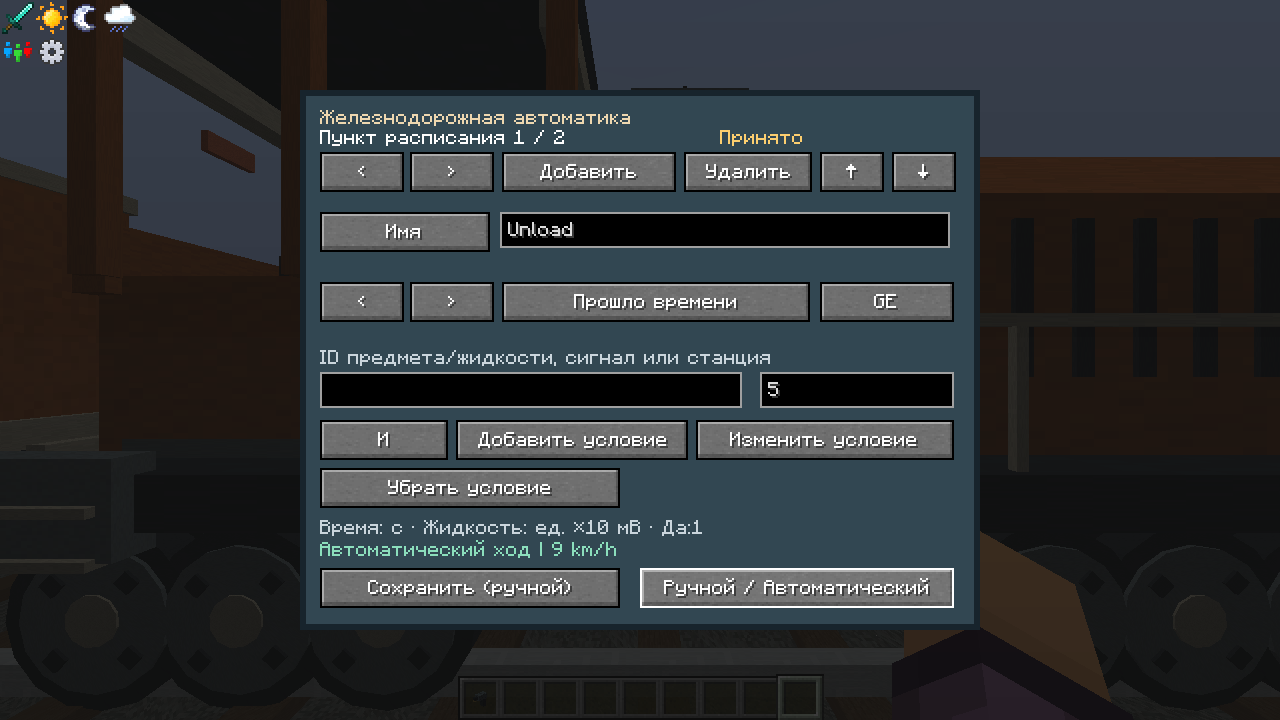 Железнодорожная автоматика
Пункт расписания 1 / 2 Принято
< > Добавить Удалить ↑ ↓
Имя Unload
< > Прошло времени GE
ID предмета/жидкости, сигнал или станция
5
И Добавить условие Изменить условие
Убрать условие
Время: с · Жидкость: ед. ×10 мВ · Да:1
Автоматический ход | 9 km/h
Сохранить (ручной) Ручной / Автоматический